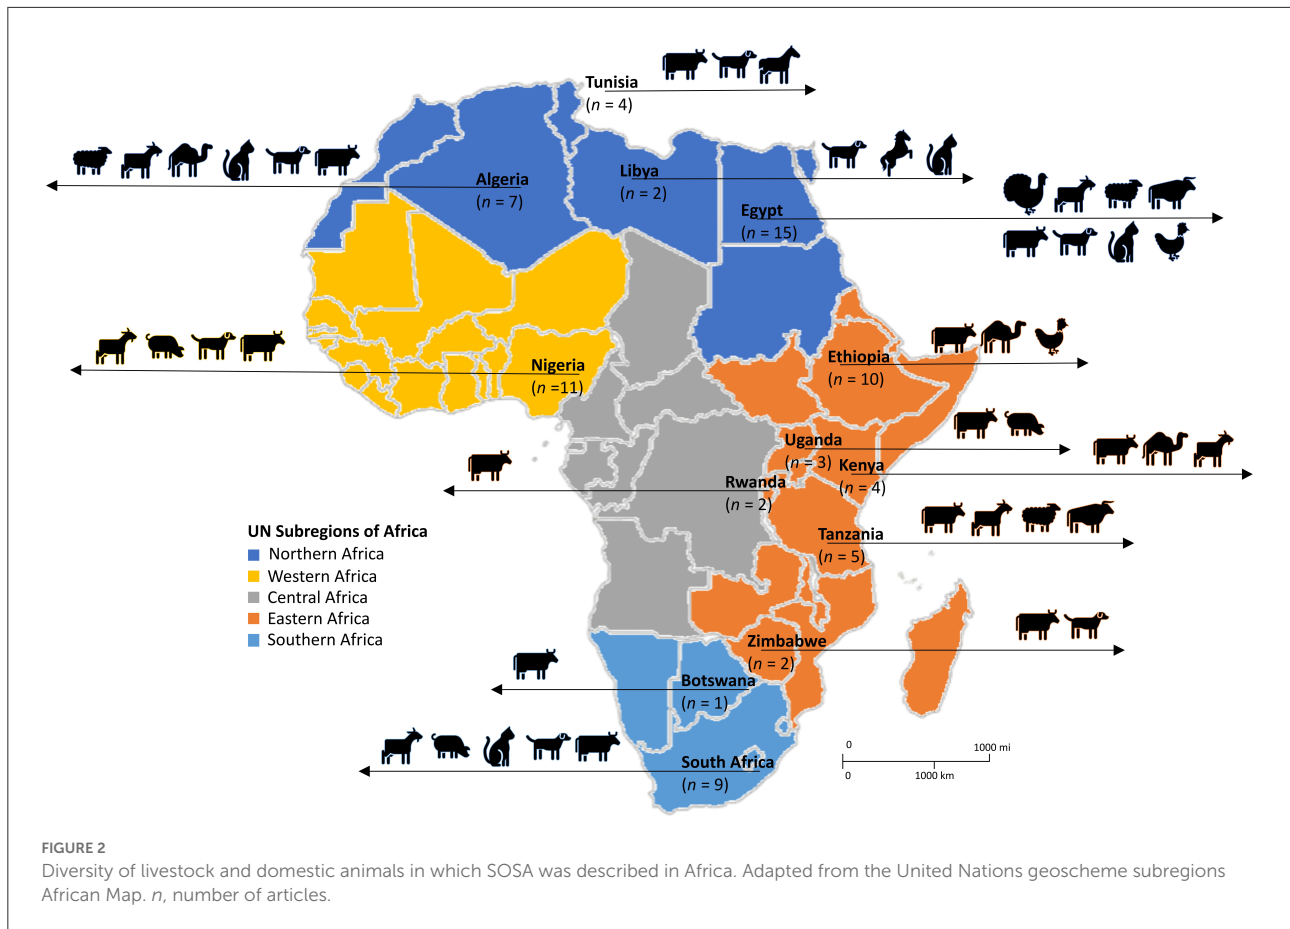 Tunisia
(n = 4)
Algeria
(n = 7)
Libya
(n = 2)
Egypt
(n = 15)
Nigeria
(n =11)
Ethiopia
(n = 10)
Uganda
(n = 3)
Kenya
(n = 4)
Rwanda
(n = 2)
Tanzania
(n = 5)
UN Subregions of Africa
Northern Africa
Western Africa
Central Africa
Eastern Africa
Southern Africa
Zimbabwe
(n = 2)
Botswana
(n = 1)
South Africa
(n = 9)
0 1000 mi
0 1000 km
FIGURE 2
Diversity of livestock and domestic animals in which SOSA was described in Africa. Adapted from the United Nations geoscheme subregions
African Map. n, number of articles.